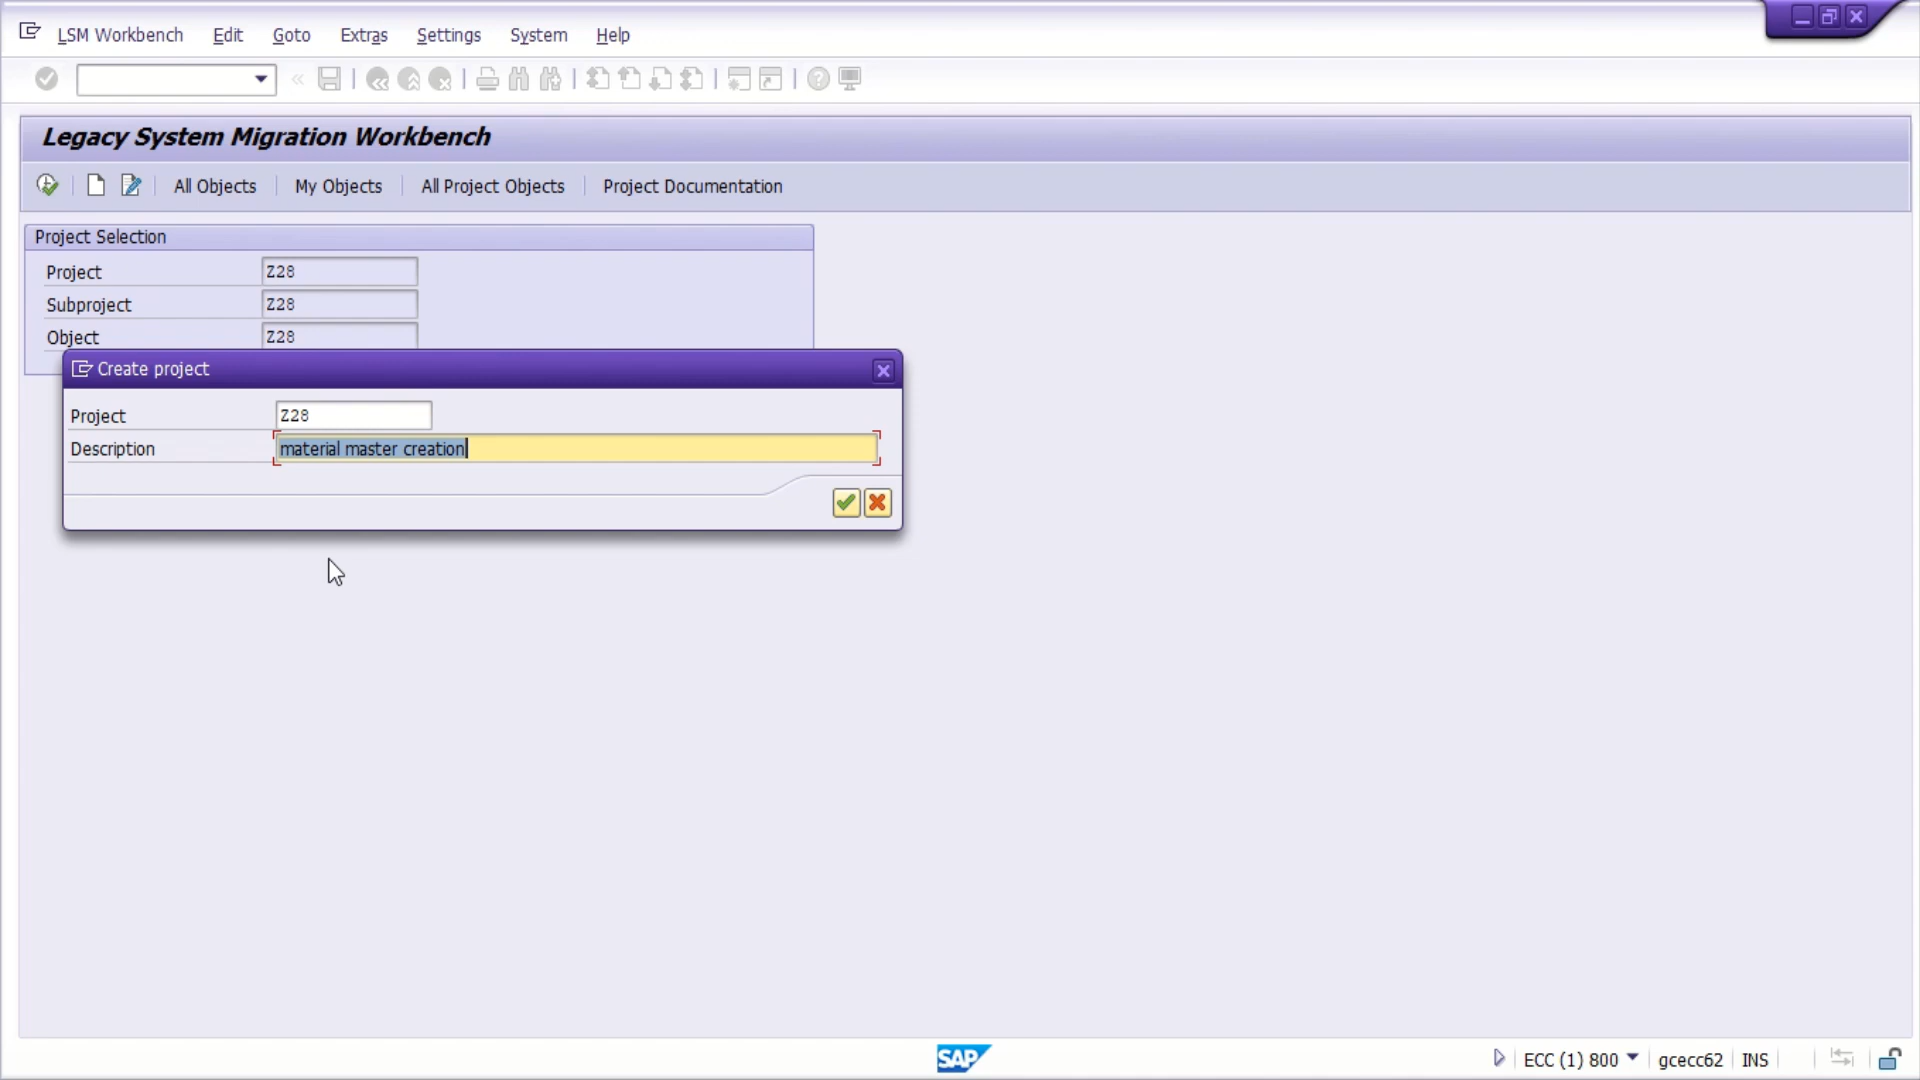 LSM Workbench Edit Goto Extras Settings System Help
Legacy System Migration Workbench
All Objects My Objects All Project Objects Project Documentation
Project Selection
Project Z28
Subproject Z28
Object Z28
Create project
Project Z28
Description material master creation
SAP ECC (1) 800 gcecc62 INS